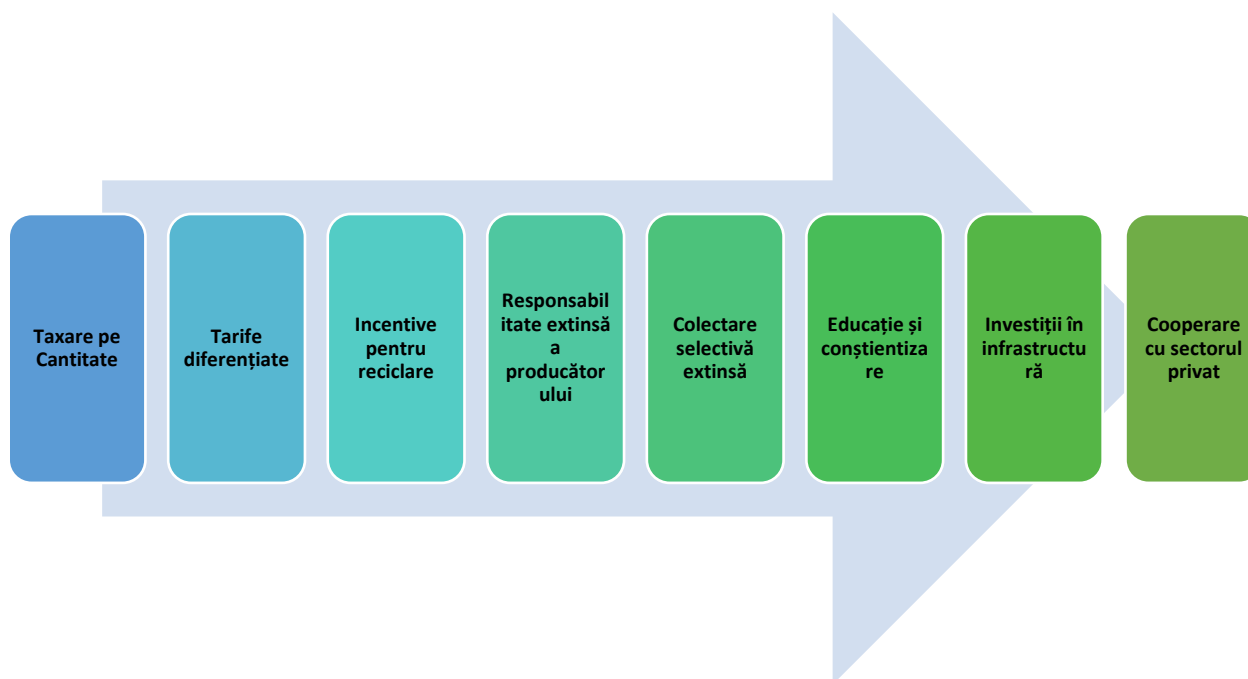 Taxare pe
Cantitate
Tarife
diferențiate
Incentive
pentru
reciclare
Responsabil
itate extinsă
a
producător
ului
Colectare
selectivă
extinsă
Educație și
conștientiza
re
Investiții în
infrastructu
ră
Cooperare
cu sectorul
privat